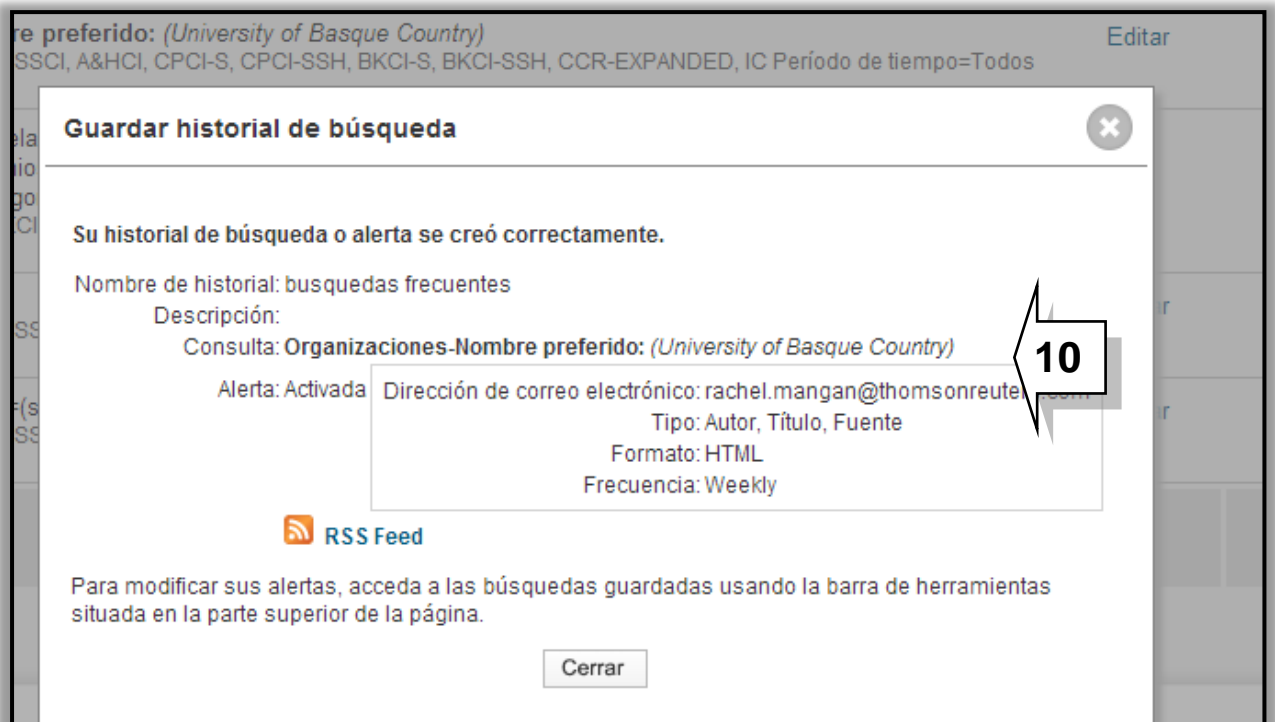 re preferido: (University of Basque Country)
Editar
SSCI, A&HCI, CPCI-S, CPCI-SSH, BKCI-S, BKCI-SSH, CCR-EXPANDED, IC Período de tiempo=Todos
Guardar historial de búsqueda
Su historial de búsqueda o alerta se creó correctamente.
Nombre de historial: busquedas frecuentes
Descripción:
Consulta: Organizaciones-Nombre preferido: (University of Basque Country)
10
Alerta: Activada
Dirección de correo electrónico: rachel.mangan@thomsonreuters.com
Tipo: Autor, Título, Fuente
Formato: HTML
Frecuencia: Weekly
RSS Feed
Para modificar sus alertas, acceda a las búsquedas guardadas usando la barra de herramientas
situada en la parte superior de la página.
Cerrar